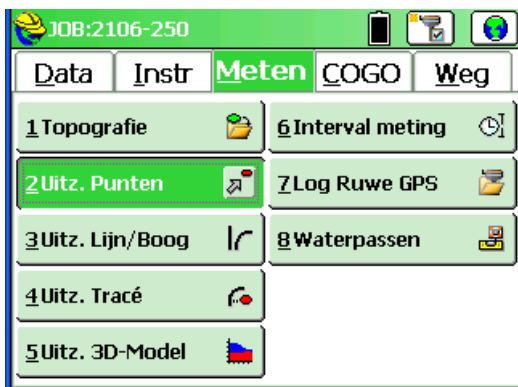 JOB:2106-250
Data Instr Meten COGO Weg
1 Topografie
2 Uitz. Punten
3 Uitz. Lijn/Boog
4 Uitz. Tracé
5 Uitz. 3D-Model
6 Interval meting
7 Log Ruwe GPS
8 Waterpassen